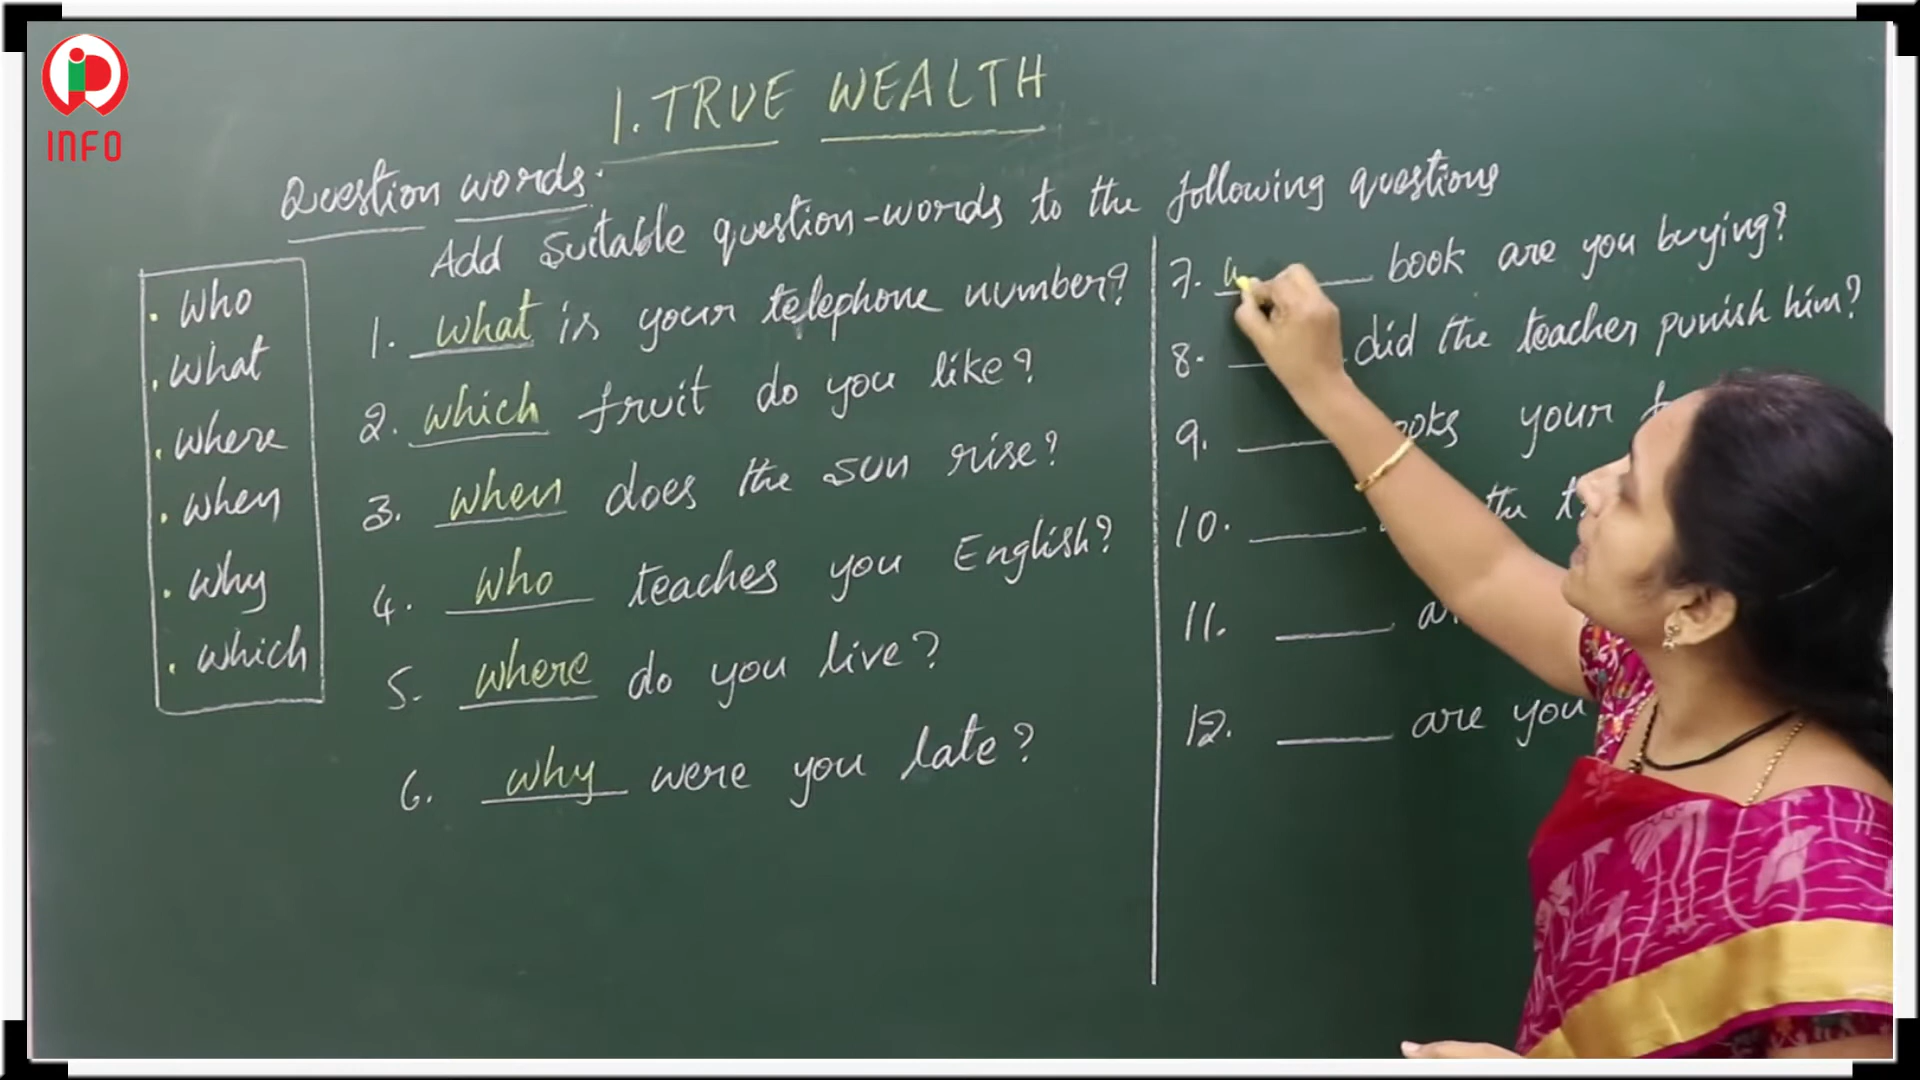 INFO
1. TRUE WEALTH
Question words.
Add Suitable question-words to the following questions
. Who
. What
. where
. when
. why
. which
1. what is your telephone number?
2. which fruit do you like?
3. when does the sun rise?
4. who teaches you English?
5. where do you live?
6. why were you late?
7. book are you buying?
8. did the teacher punish him?
9. your
10. the
11.
12. are you